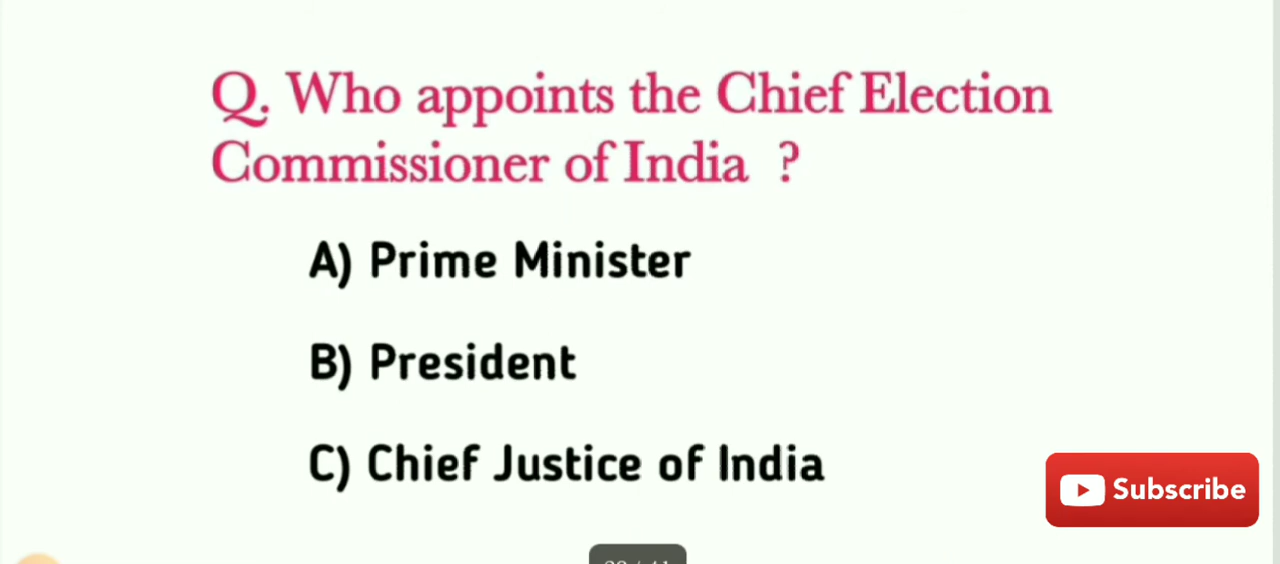 Q. Who appoints the Chief Election
Commissioner of India ?
A) Prime Minister
B) President
C) Chief Justice of India
Subscribe